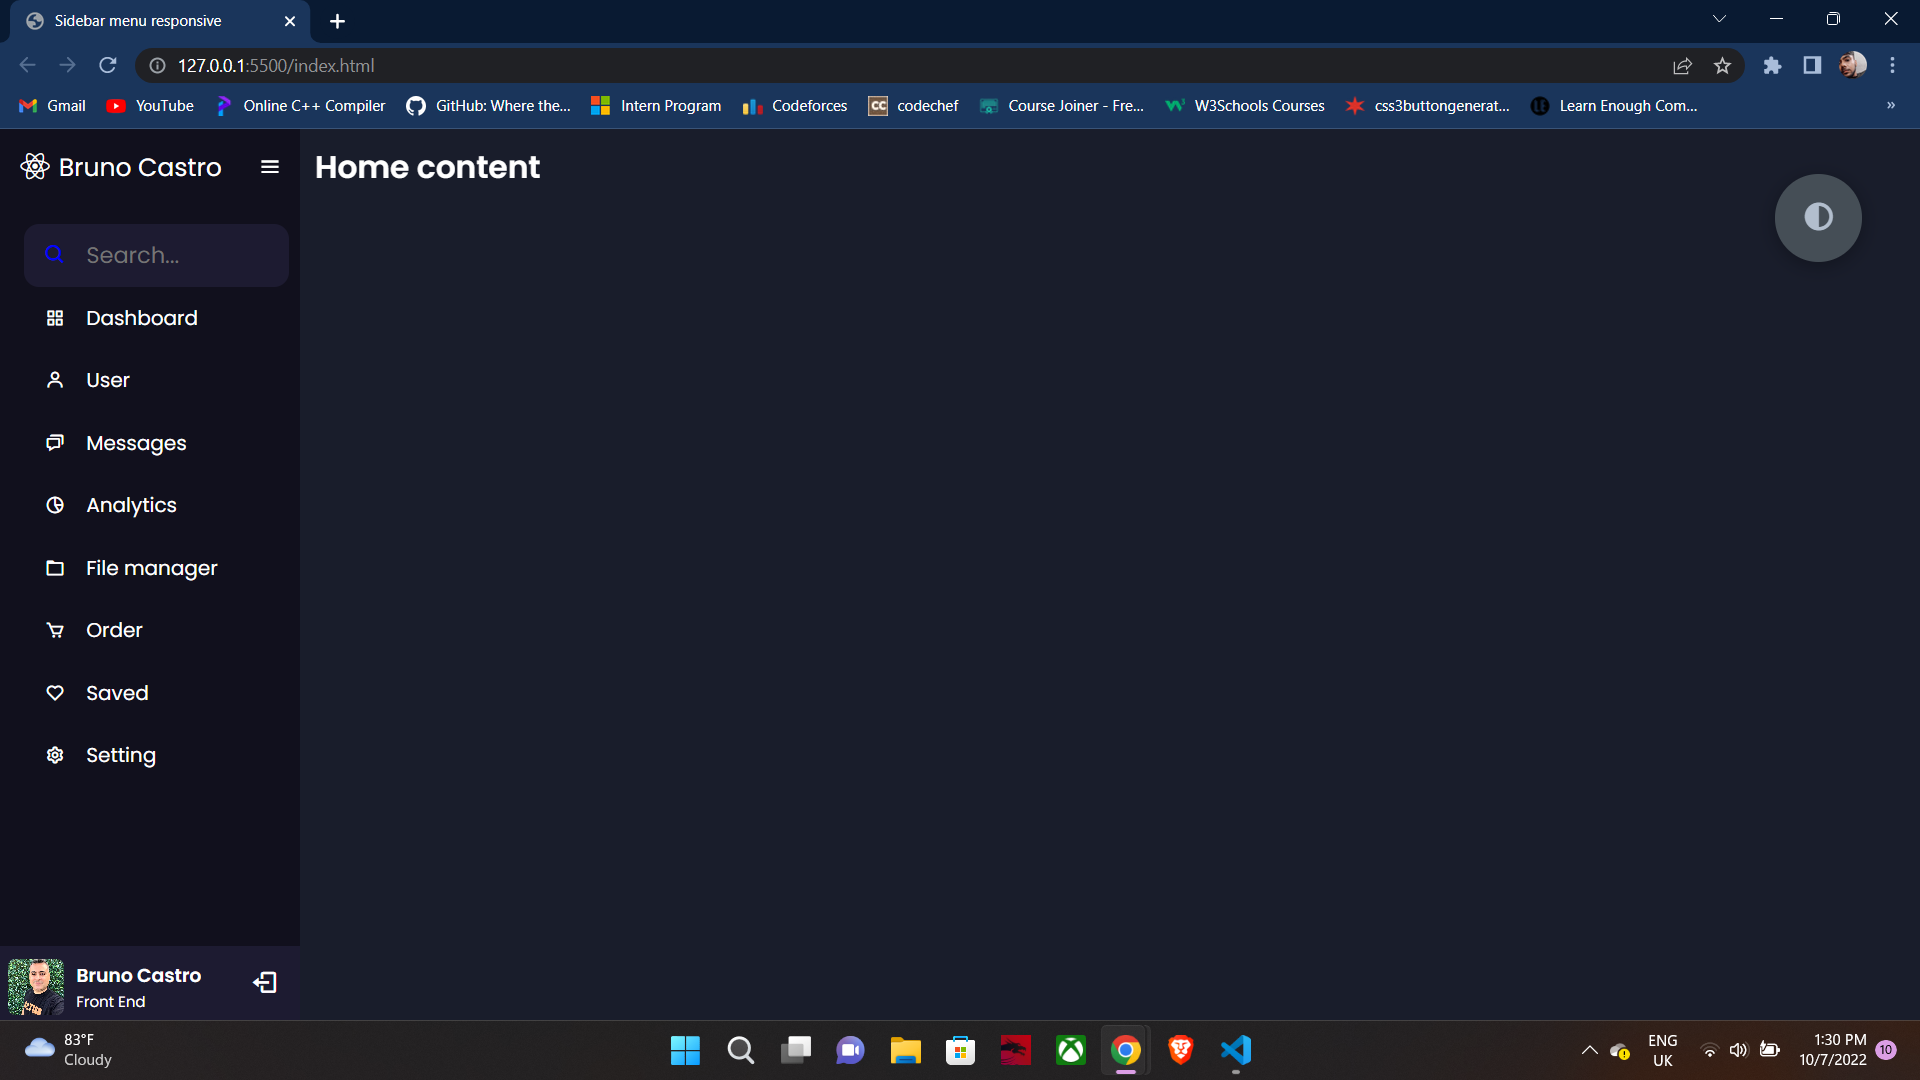 Sidebar menu responsive
127.0.0.1:5500/index.html
Gmail
YouTube
Online C++ Compiler
GitHub: Where the...
Intern Program
Codeforces
CC
codechef
Course Joiner - Fre...
W3Schools Courses
css3buttongenerat...
LE
Learn Enough Com...
»
Bruno Castro
Home content
Search...
Dashboard
User
Messages
Analytics
File manager
Order
Saved
Setting
Bruno Castro
Front End
83°F
Cloudy
ENG
UK
1:30 PM
10/7/2022
10